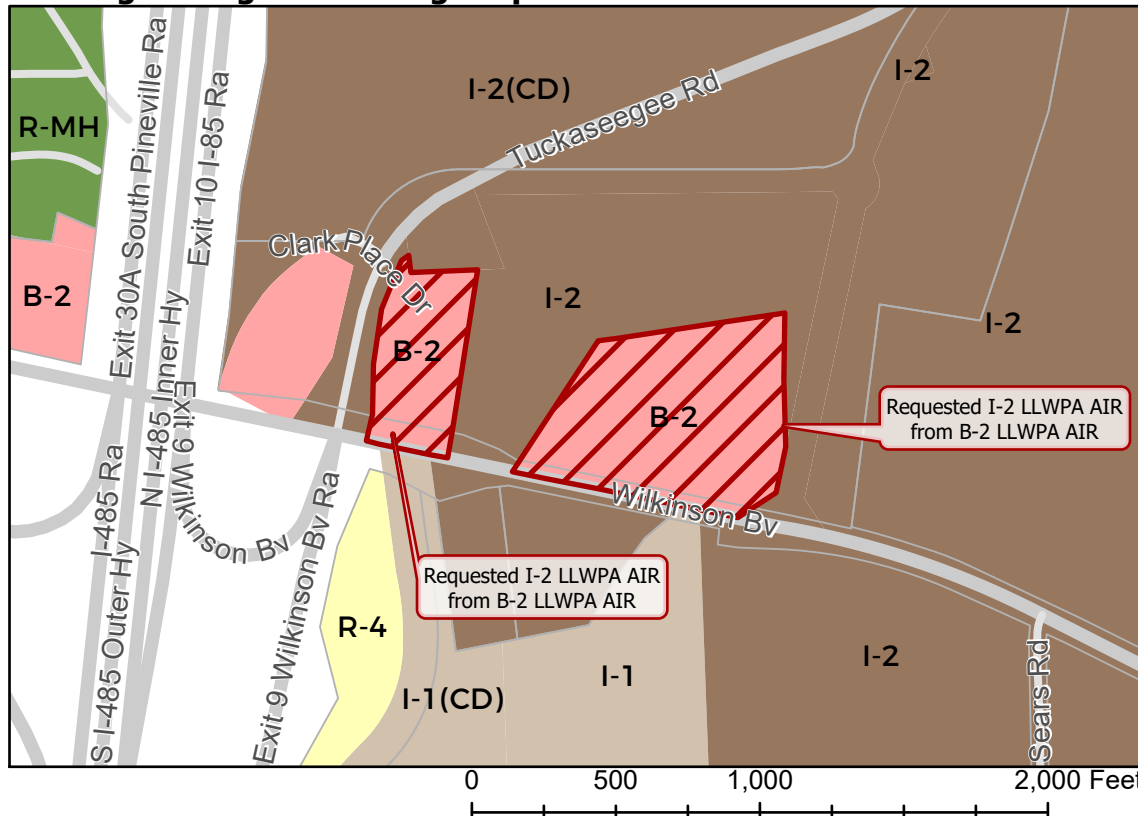 I-2(CD)
Tuckaseegee Rd
I-2
R-MH
Exit 30A South Pineville Ra
Exit 10 I-85 Ra
Clark Place Dr
B-2
I-2
I-2
B-2
B-2
Requested I-2 LLWPA AIR
from B-2 LLWPA AIR
N I-485 Inner Hy
Exit 9 Wilkinson Bv
I-485 Ra
S I-485 Outer Hy
Exit 9 Wilkinson Bv Ra
Wilkinson Bv
Requested I-2 LLWPA AIR
from B-2 LLWPA AIR
R-4
I-1(CD)
I-1
I-2
Sears Rd
0 500 1,000 2,000 Feet